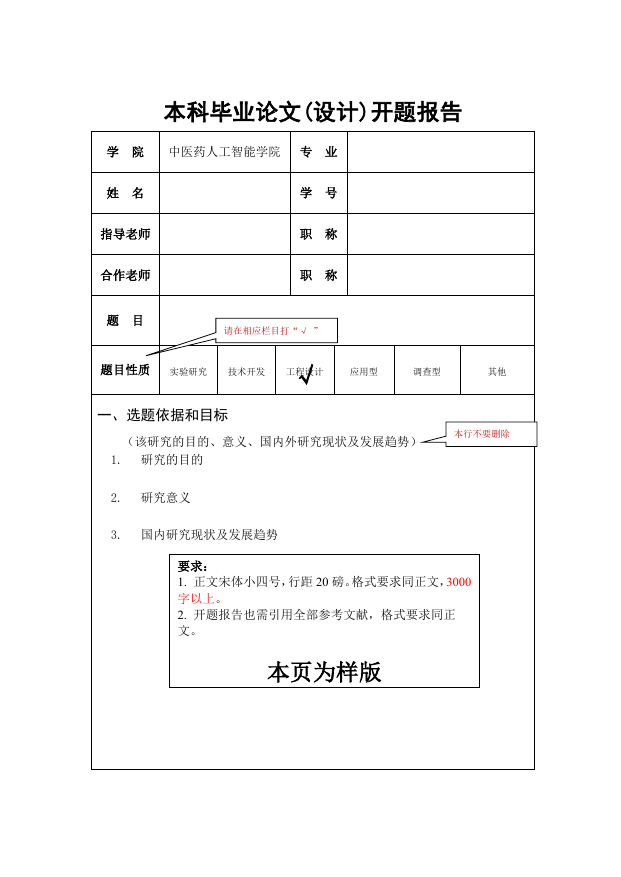 本科毕业论文(设计)开题报告
学 院 中医药人工智能学院 专 业
姓 名 学 号
指导老师 职 称
合作老师 职 称
题 目
请在相应栏目打“√ ”
题目性质 实验研究 技术开发 工程设计 应用型 调查型 其他
√
一、选题依据和目标
本行不要删除
（该研究的目的、意义、国内外研究现状及发展趋势）
1. 研究的目的
2. 研究意义
3. 国内研究现状及发展趋势
要求：
1. 正文宋体小四号，行距 20 磅。格式要求同正文，3000
字以上。
2. 开题报告也需引用全部参考文献，格式要求同正
文。
本页为样版